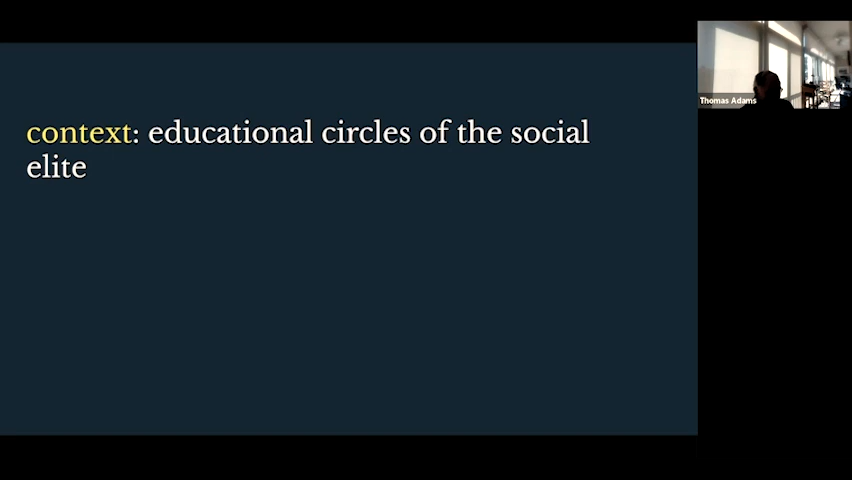 context: educational circles of the social
elite
Thomas Adams